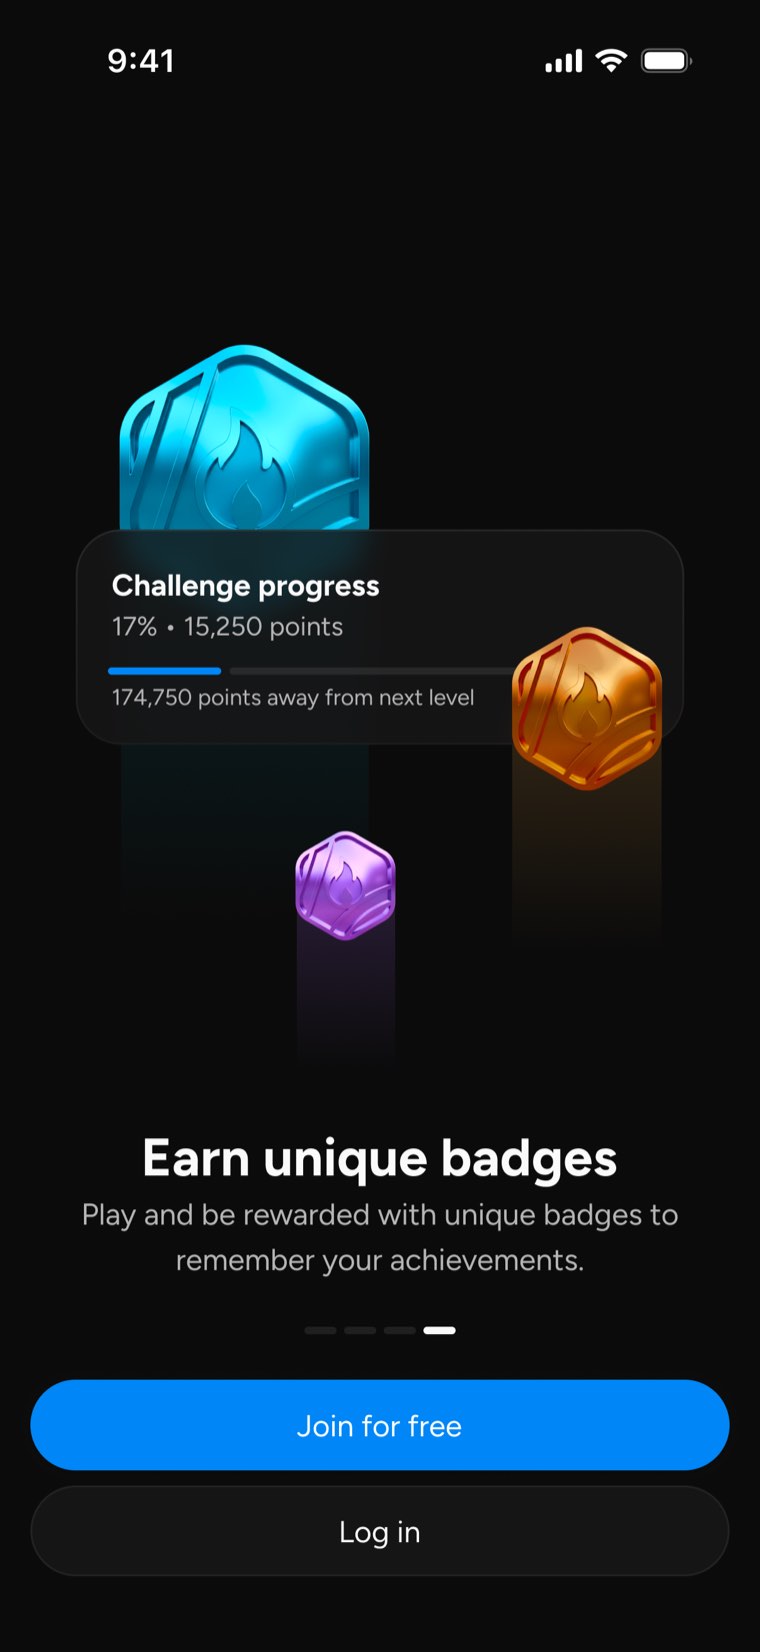 9:41
Challenge progress
17% • 15,250 points
174,750 points away from next level
Earn unique badges
Play and be rewarded with unique badges to
remember your achievements.
Join for free
Log in